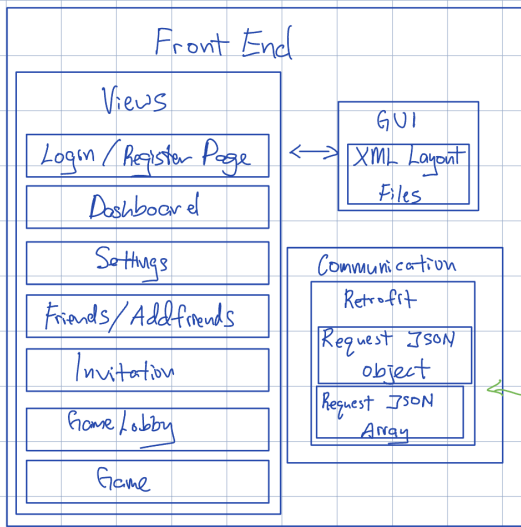 Front End
Views
Login / Register Page
Dashboard
Settings
Friends/Addfriends
Invitation
Game Lobby
Game
GUI
XML Layout
Files
Communication
Retrofit
Request JSON
object
Request JSON
Array